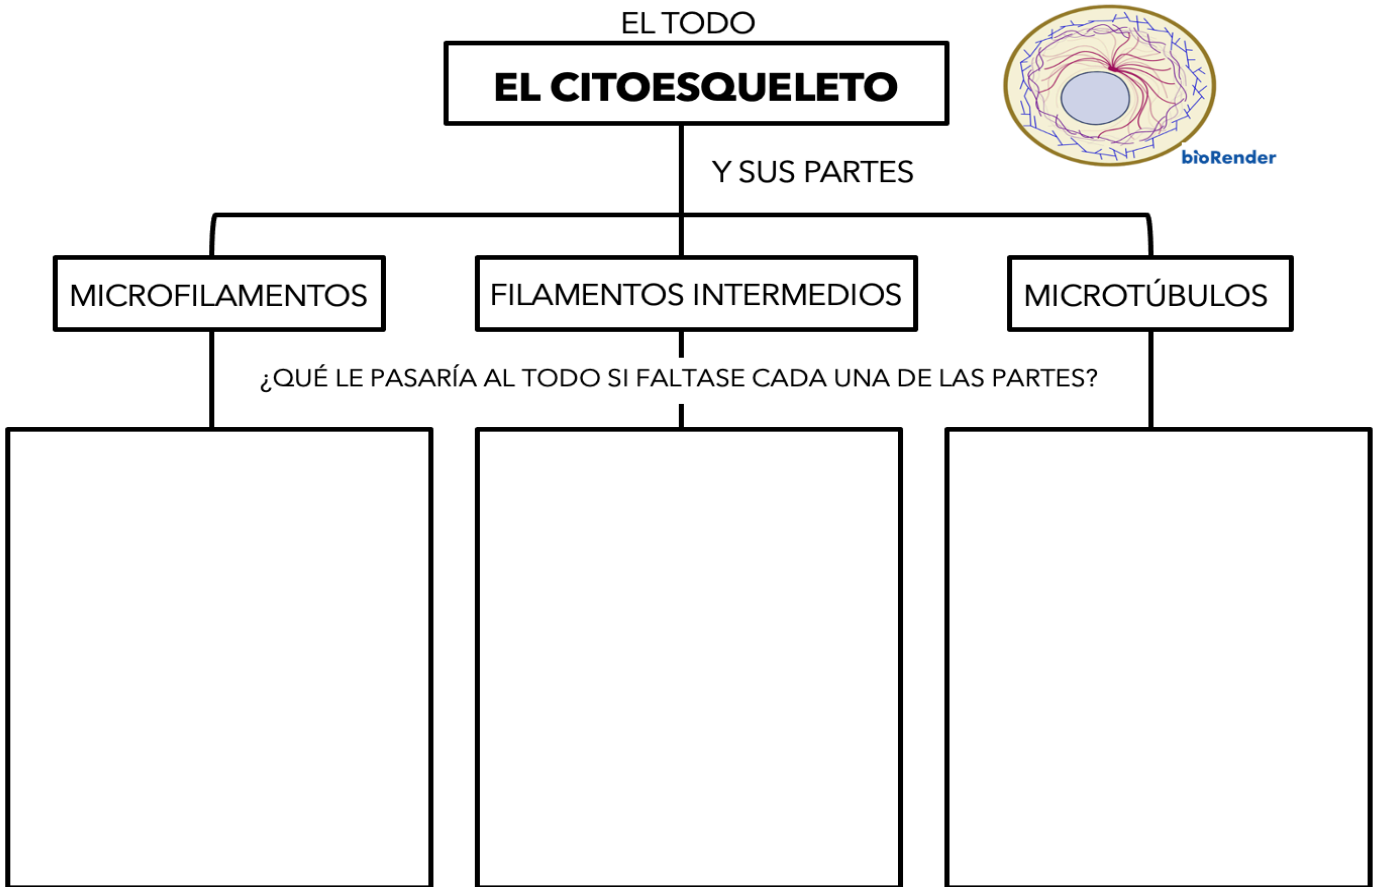 EL TODO
EL CITOESQUELETO
bioRender
Y SUS PARTES
MICROFILAMENTOS
FILAMENTOS INTERMEDIOS
MICROTÚBULOS
¿QUÉ LE PASARÍA AL TODO SI FALTASE CADA UNA DE LAS PARTES?